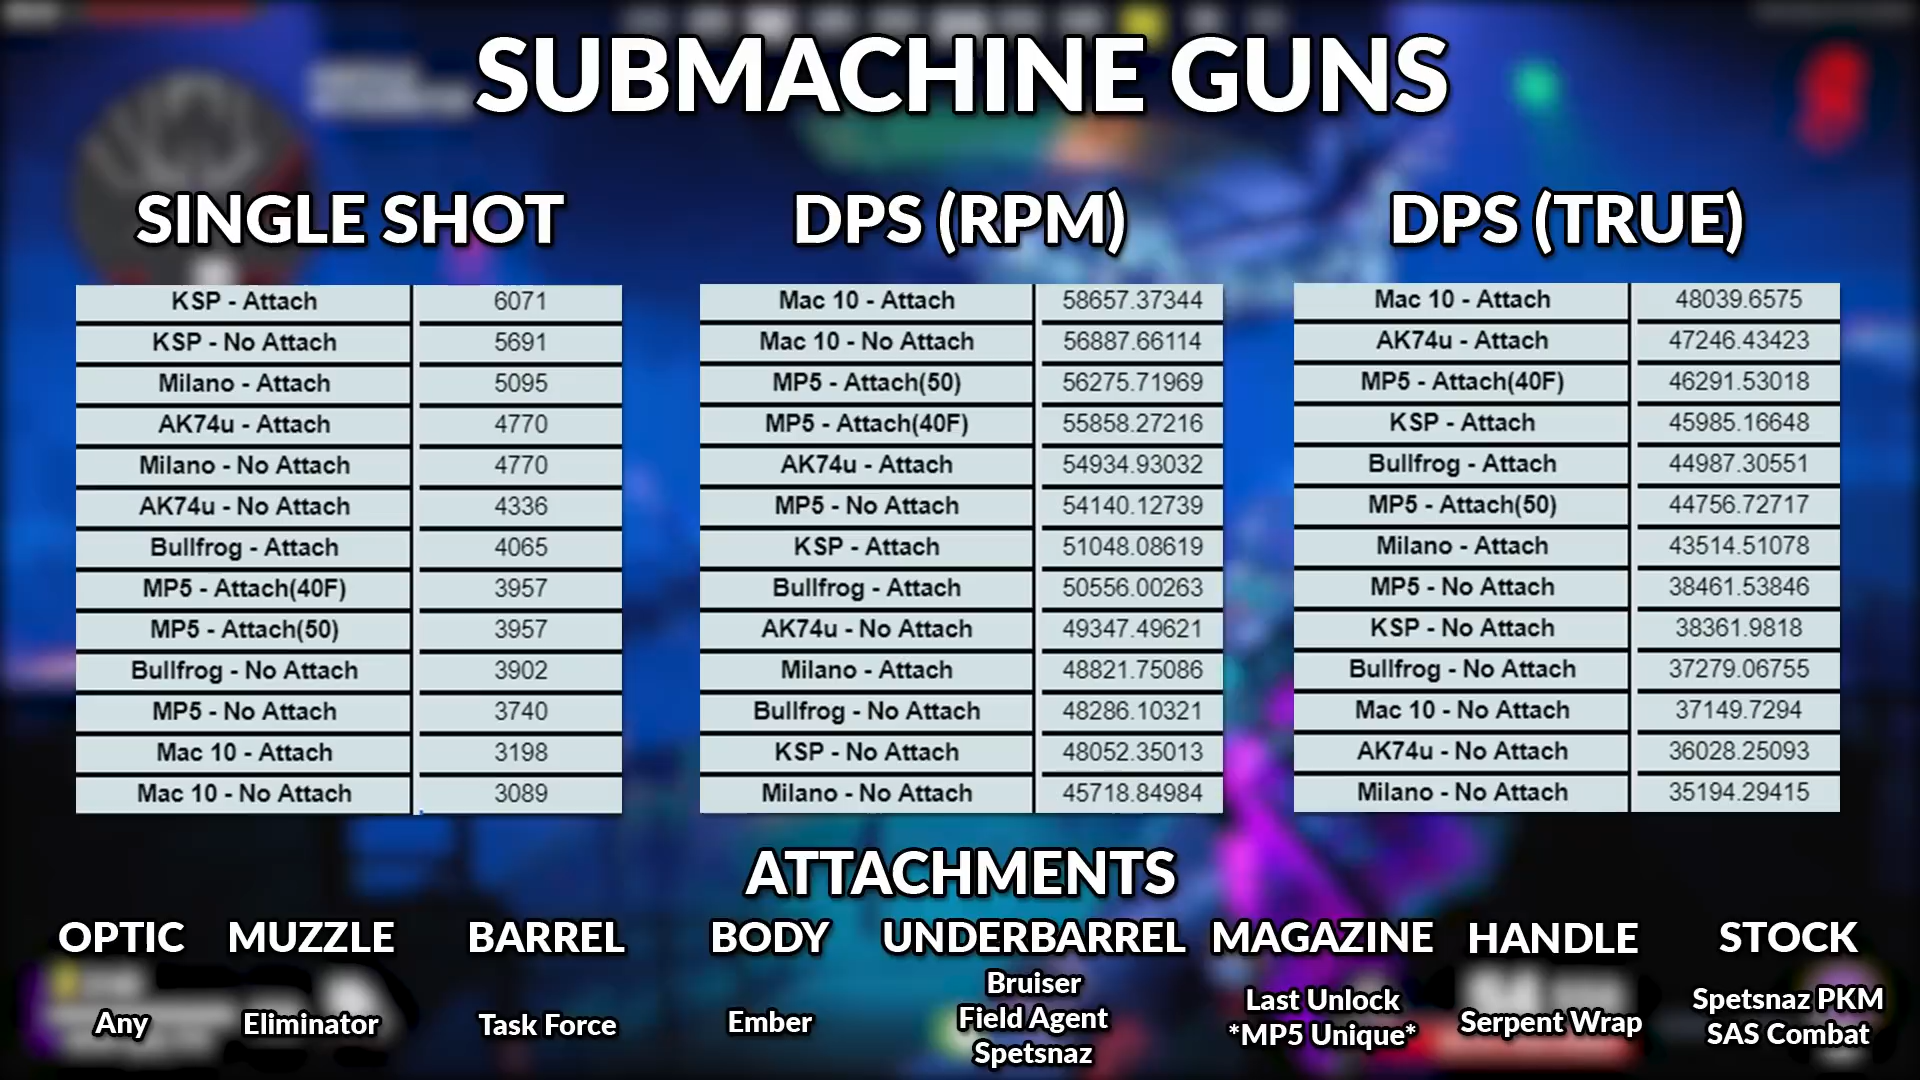 SUBMACHINE GUNS
SINGLE SHOT
KSP - Attach 6071
KSP - No Attach 5691
Milano - Attach 5095
AK74u - Attach 4770
Milano - No Attach 4770
AK74u - No Attach 4336
Bullfrog - Attach 4065
MP5 - Attach(40F) 3957
MP5 - Attach(50) 3957
Bullfrog - No Attach 3902
MP5 - No Attach 3740
Mac 10 - Attach 3198
Mac 10 - No Attach 3089
DPS (RPM)
Mac 10 - Attach 58657.37344
Mac 10 - No Attach 56887.66114
MP5 - Attach(50) 56275.71969
MP5 - Attach(40F) 55858.27216
AK74u - Attach 54934.93032
MP5 - No Attach 54140.12739
KSP - Attach 51048.08619
Bullfrog - Attach 50556.00263
AK74u - No Attach 49347.49621
Milano - Attach 48821.75086
Bullfrog - No Attach 48286.10321
KSP - No Attach 48052.35013
Milano - No Attach 45718.84984
DPS (TRUE)
Mac 10 - Attach 48039.6575
AK74u - Attach 47246.43423
MP5 - Attach(40F) 46291.53018
KSP - Attach 45985.16648
Bullfrog - Attach 44987.30551
MP5 - Attach(50) 44756.72717
Milano - Attach 43514.51078
MP5 - No Attach 38461.53846
KSP - No Attach 38361.9818
Bullfrog - No Attach 37279.06755
Mac 10 - No Attach 37149.7294
AK74u - No Attach 36028.25093
Milano - No Attach 35194.29415
ATTACHMENTS
OPTIC
Any
MUZZLE
Eliminator
BARREL
Task Force
BODY
Ember
UNDERBARREL
Bruiser
Field Agent
Spetsnaz
MAGAZINE
Last Unlock
*MP5 Unique*
HANDLE
Serpent Wrap
STOCK
Spetsnaz PKM
SAS Combat